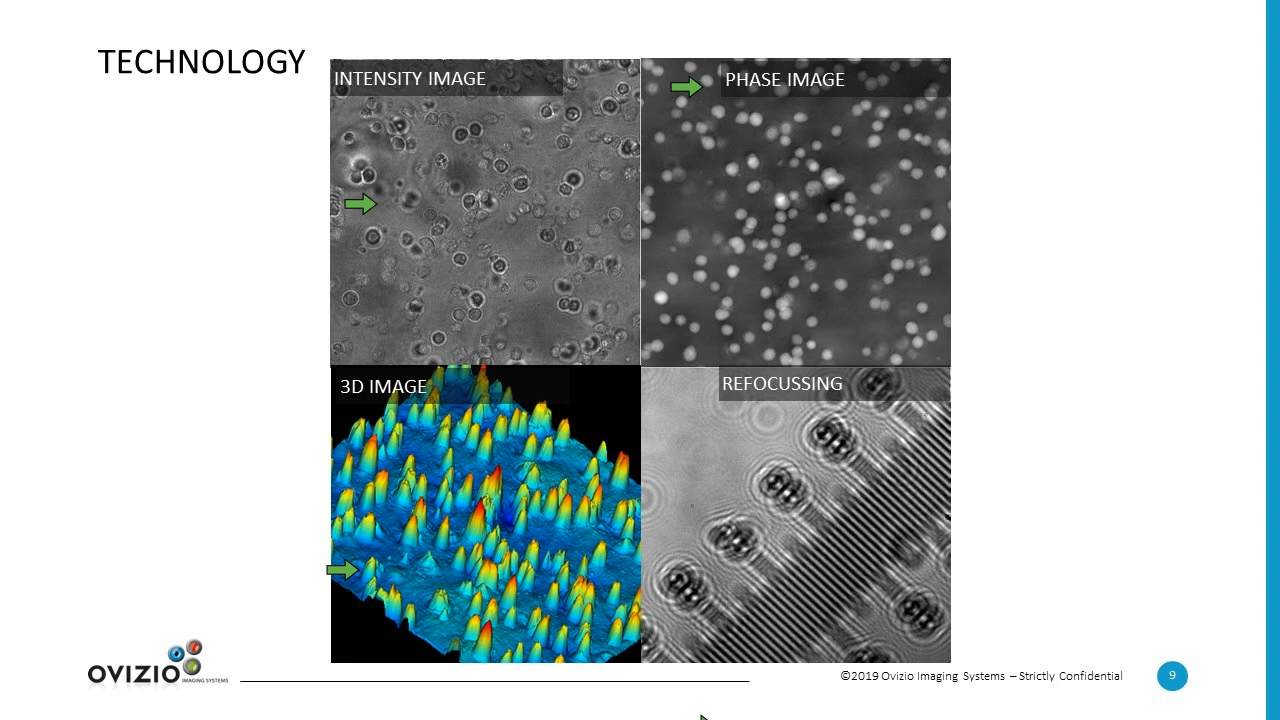 TECHNOLOGY
INTENSITY IMAGE
PHASE IMAGE
3D IMAGE
REFOCUSSING
OVIZIO IMAGING SYSTEMS
©2019 Ovizio Imaging Systems – Strictly Confidential
9